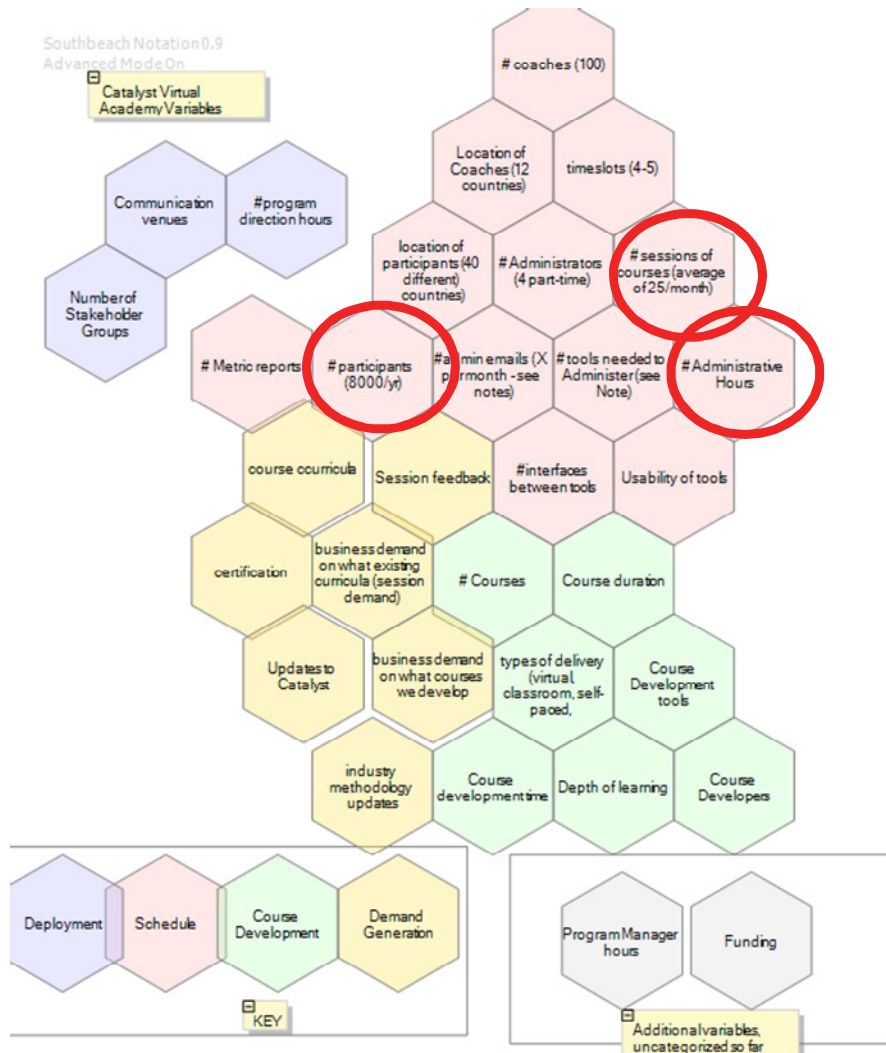 Southbeach Notation 0.9
Advanced Mode On
Catalyst Virtual
Academy Variables
# coaches (100)
Location of
Coaches (12
countries)
timeslots (4-5)
Communication
venues
#program
direction hours
location of
participants (40
different)
countries)
# Administrators
(4 part-time)
# sessions of
courses (average
of 25/month)
Number of
Stakeholder
Groups
# Metric reports
# participants
(8000/yr)
#admin emails (X
per month - see
notes)
# tools needed to
Administer (see
Note)
# Administrative
Hours
course ccurricula
Session feedback
#interfaces
between tools
Usability of tools
certification
business demand
on what existing
curricula (session
demand)
# Courses
Course duration
Updates to
Catalyst
business demand
on what courses
we develop
types of delivery
(virtual,
classroom, self-
paced,
Course
Development
tools
industry
methodology
updates
Course
development time
Depth of learning
Course
Developers
Deployment
Schedule
Course
Development
Demand
Generation
KEY
Program Manager
hours
Funding
Additional variables,
uncategorized so far